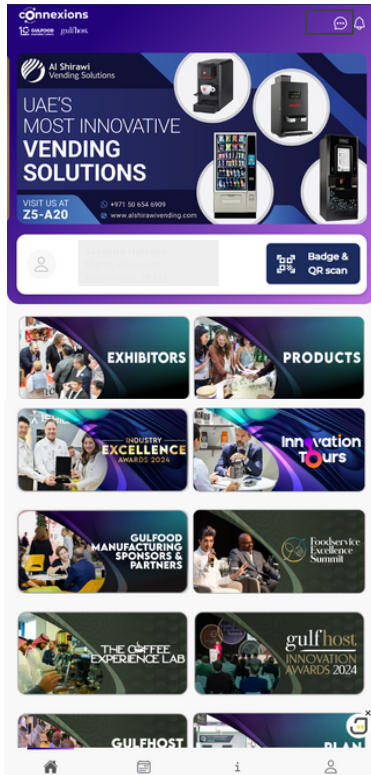 connexions
10 GULFOOD gulfhost
Al Shirawi
Vending Solutions
UAE'S
MOST INNOVATIVE
VENDING
SOLUTIONS
VISIT US AT
Z5-A20
+971 50 654 6909
www.alshirawivending.com
Badge &
QR scan
EXHIBITORS
PRODUCTS
INDUSTRY
EXCELLENCE
AWARDS 2024
Innovation
Tours
GULFOOD
MANUFACTURING
SPONSORS &
PARTNERS
Foodservice
Excellence
Summit
THE COFFEE
EXPERIENCE LAB
gulfhost
INNOVATION
AWARDS 2024
GULFHOST
PLAN